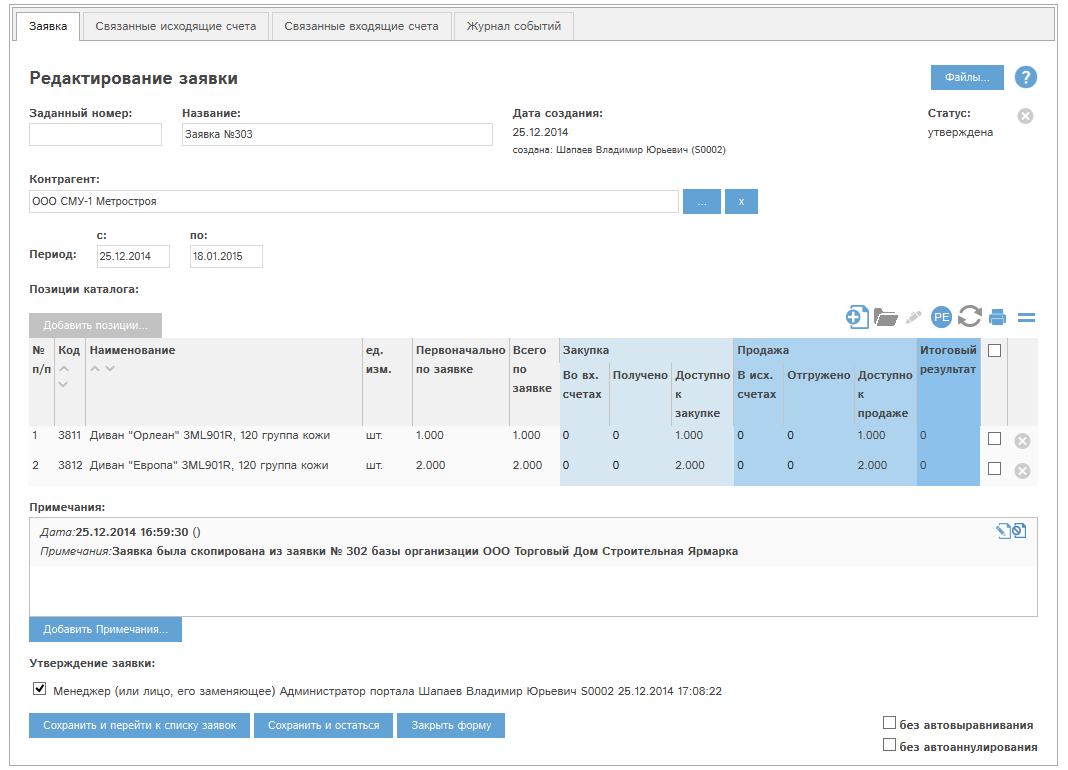 Заявка Связанные исходящие счета Связанные входящие счета Журнал событий
Редактирование заявки Файлы... ?
Заданный номер: Название: Дата создания: Статус:
Заявка №303 25.12.2014 утверждена
создана: Шапаев Владимир Юрьевич (S0002)
Контрагент:
ООО СМУ-1 Метростроя ... x
с: по:
Период: 25.12.2014 18.01.2015
Позиции каталога:
Добавить позиции... PE
№ Код Наименование ед. Первоначально Всего Закупка Продажа Итоговый
п/п изм. по заявке по результат
Во вх. Получено Доступно В исх. Отгружено Доступно
заявке счетах к счетах к
закупке продаже
1 3811 Диван "Орлеан" 3ML901R, 120 группа кожи шт. 1.000 1.000 0 0 1.000 0 0 1.000 0
2 3812 Диван "Европа" 3ML901R, 120 группа кожи шт. 2.000 2.000 0 0 2.000 0 0 2.000 0
Примечания:
Дата:25.12.2014 16:59:30 ()
Примечания:Заявка была скопирована из заявки № 302 базы организации ООО Торговый Дом Строительная Ярмарка
Добавить Примечания...
Утверждение заявки:
Менеджер (или лицо, его заменяющее) Администратор портала Шапаев Владимир Юрьевич S0002 25.12.2014 17:08:22
Сохранить и перейти к списку заявок Сохранить и остаться Закрыть форму без автовыравнивания
без автоаннулирования